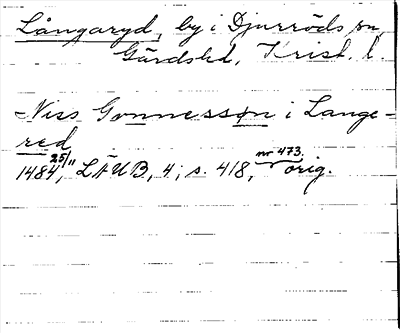 Långaryd, by i Djurröds sn,
Gärds hd, Krist. l.
Niss Gonnessøn i Lange=
red
1484 25/11, LÄUB, 4, s. 418, nr 473. orig.